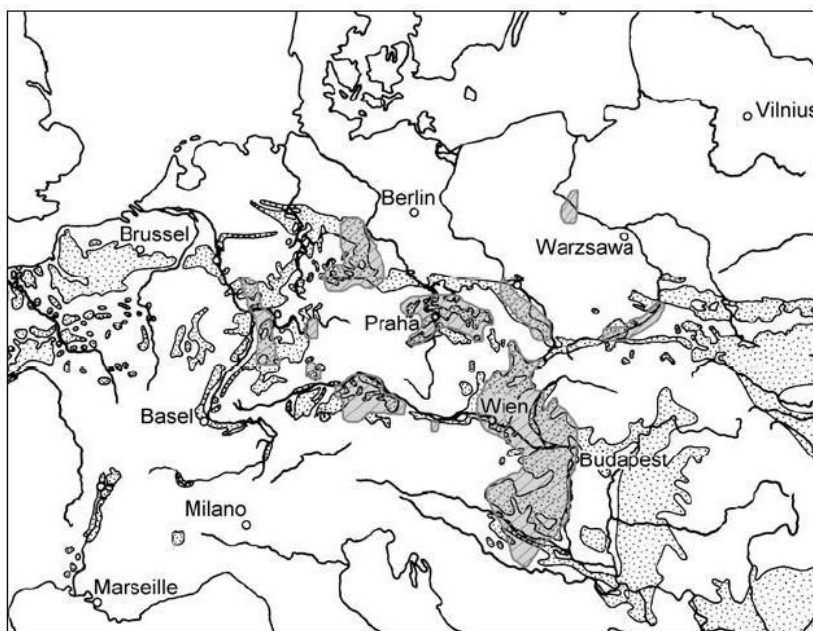 Vilnius
Berlin
Brussel
Warzsawa
Praha
Basel
Wien
Budapest
Milano
Marseille